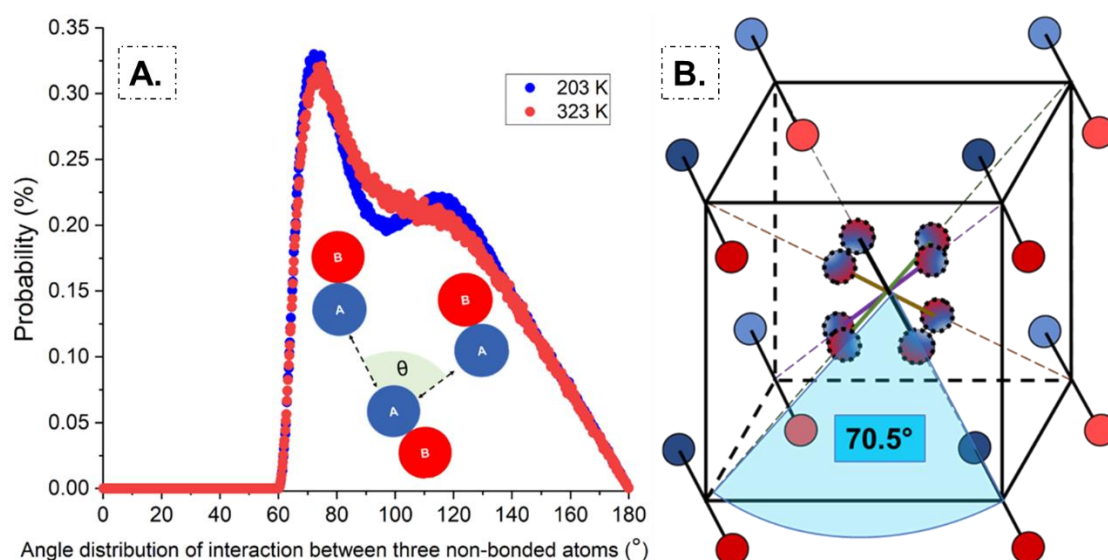 A.
B.
0.35
0.30
0.25
0.20
0.15
0.10
0.05
0.00
Probability (%)
203 K
323 K
B
A
B
A
θ
A
B
0 20 40 60 80 100 120 140 160 180
Angle distribution of interaction between three non-bonded atoms (°)
70.5°